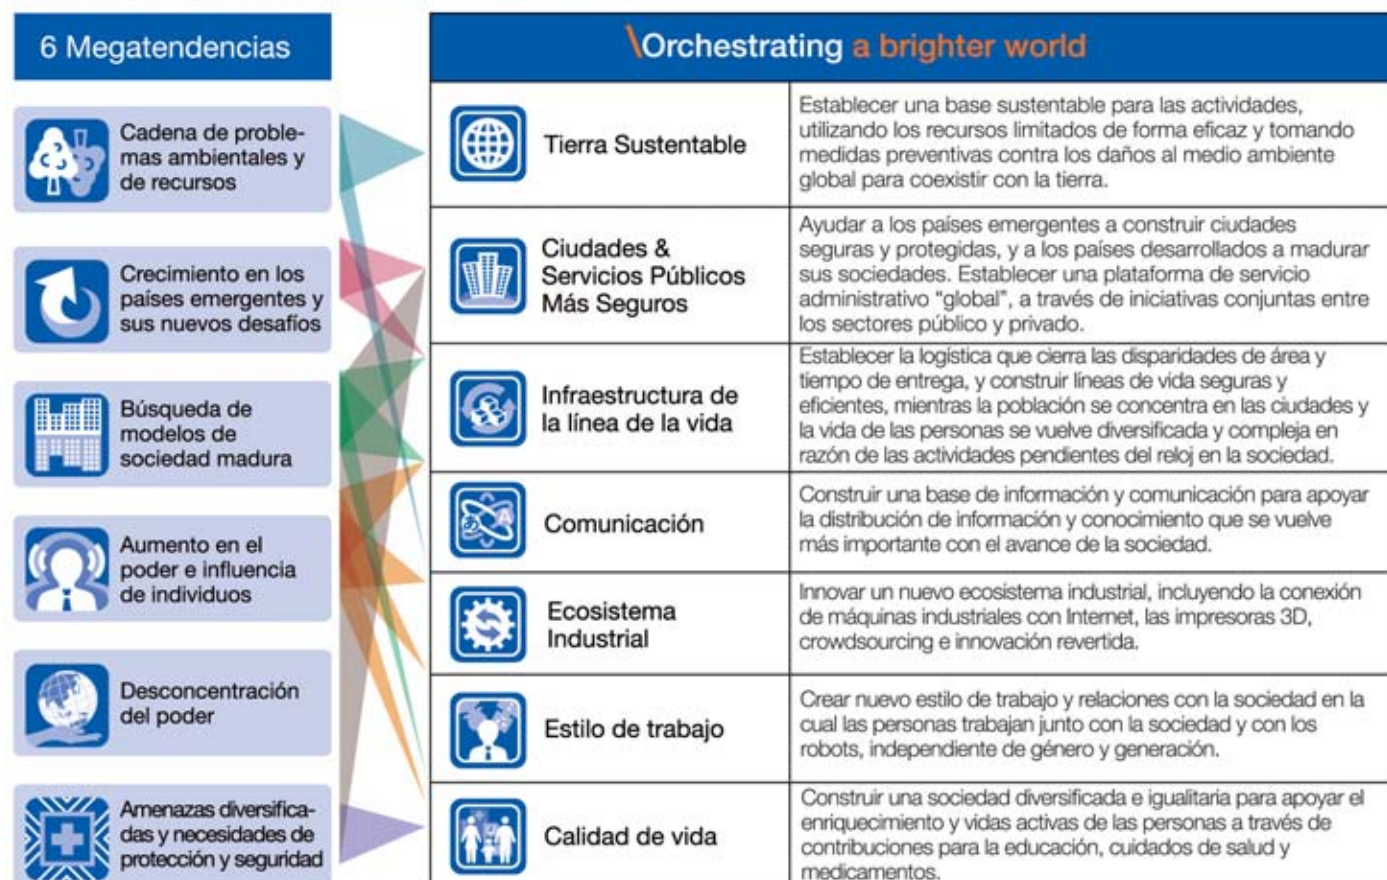 6 Megatendencias
\Orchestrating a brighter world
Cadena de proble-
mas ambientales y
de recursos
Crecimiento en los
países emergentes y
sus nuevos desafíos
Búsqueda de
modelos de
sociedad madura
Aumento en el
poder e influencia
de individuos
Desconcentración
del poder
Amenazas diversifica-
das y necesidades de
protección y seguridad
Tierra Sustentable
Establecer una base sustentable para las actividades,
utilizando los recursos limitados de forma eficaz y tomando
medidas preventivas contra los daños al medio ambiente
global para coexistir con la tierra.
Ciudades &
Servicios Públicos
Más Seguros
Ayudar a los países emergentes a construir ciudades
seguras y protegidas, y a los países desarrollados a madurar
sus sociedades. Establecer una plataforma de servicio
administrativo “global”, a través de iniciativas conjuntas entre
los sectores público y privado.
Infraestructura de
la línea de la vida
Establecer la logística que cierra las disparidades de área y
tiempo de entrega, y construir líneas de vida seguras y
eficientes, mientras la población se concentra en las ciudades y
la vida de las personas se vuelve diversificada y compleja en
razón de las actividades pendientes del reloj en la sociedad.
あ A
Comunicación
Construir una base de información y comunicación para apoyar
la distribución de información y conocimiento que se vuelve
más importante con el avance de la sociedad.
Ecosistema
Industrial
Innovar un nuevo ecosistema industrial, incluyendo la conexión
de máquinas industriales con Internet, las impresoras 3D,
crowdsourcing e innovación revertida.
Estilo de trabajo
Crear nuevo estilo de trabajo y relaciones con la sociedad en la
cual las personas trabajan junto con la sociedad y con los
robots, independiente de género y generación.
Calidad de vida
Construir una sociedad diversificada e igualitaria para apoyar el
enriquecimiento y vidas activas de las personas a través de
contribuciones para la educación, cuidados de salud y
medicamentos.